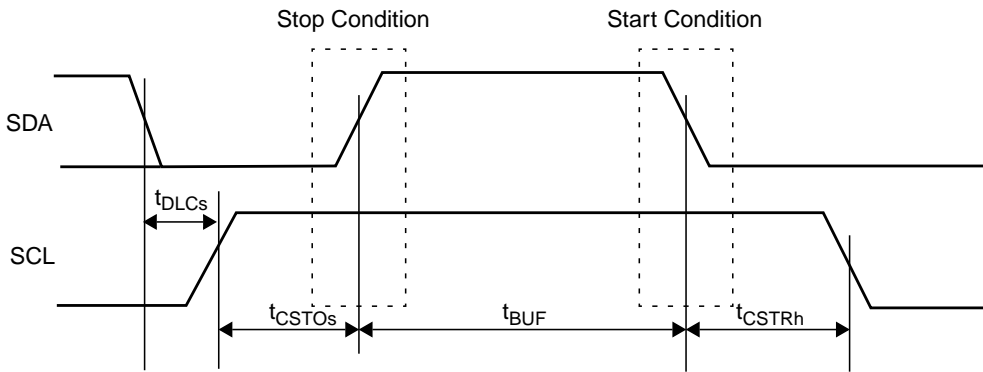 Stop Condition
Start Condition
SDA
tDLCs
SCL
tCSTOs
tBUF
tCSTRh